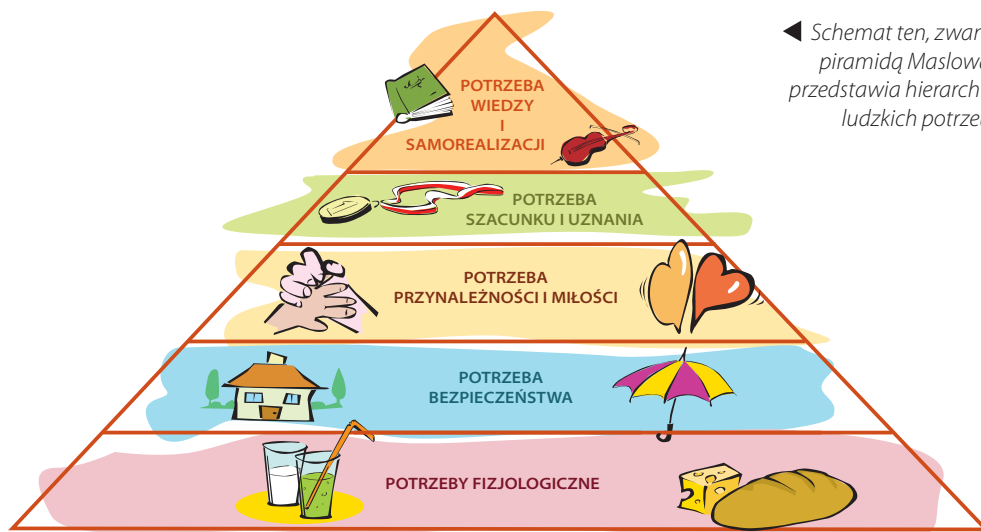 ◀ Schemat ten, zwan
piramidą Maslowa
przedstawia hierarch
ludzkich potrze
POTRZEBA
WIEDZY
I
SAMOREALIZACJI
POTRZEBA
SZACUNKU I UZNANIA
POTRZEBA
PRZYNALEŻNOŚCI I MIŁOŚCI
POTRZEBA
BEZPIECZEŃSTWA
POTRZEBY FIZJOLOGICZNE